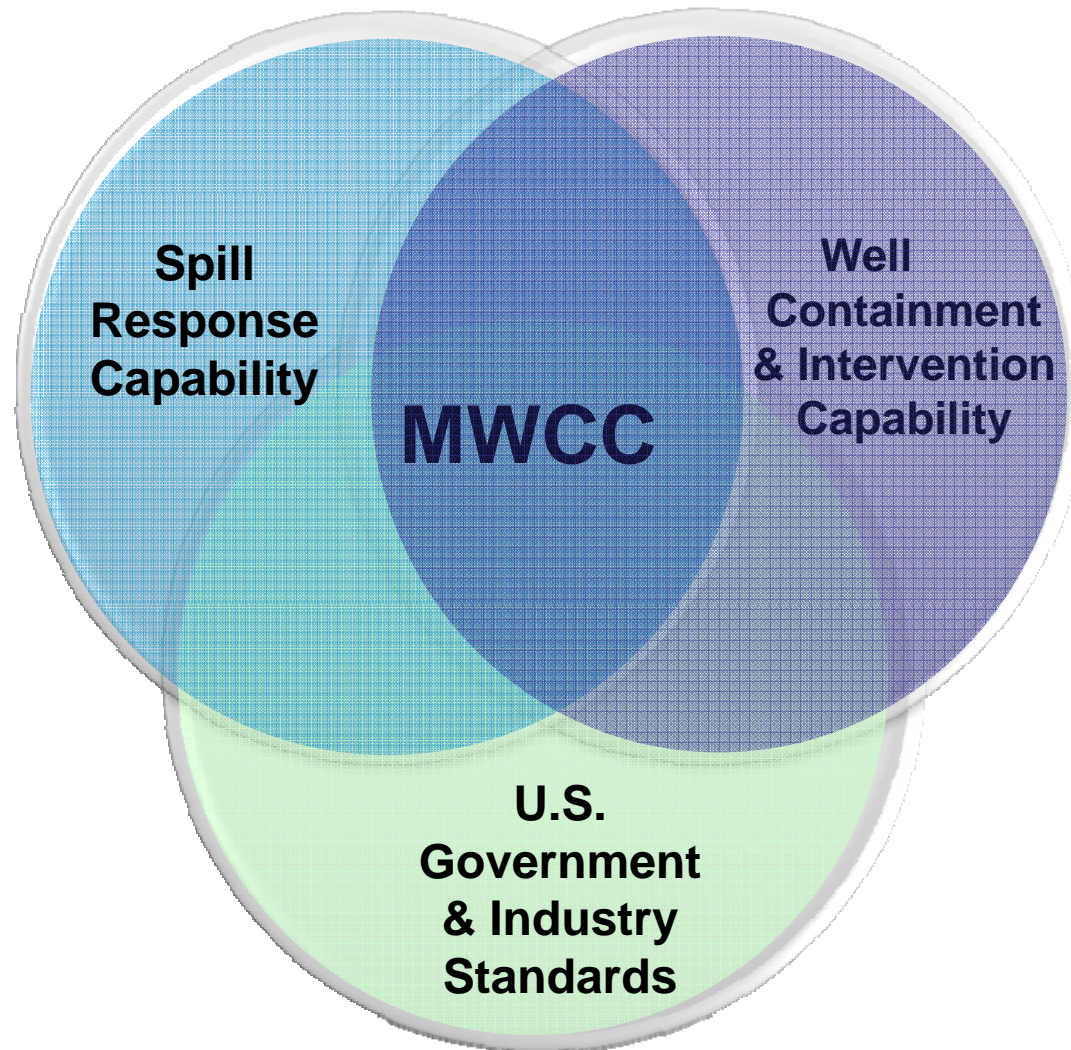 Spill
Response
Capability
Well
Containment
& Intervention
Capability
MWCC
U.S.
Government
& Industry
Standards